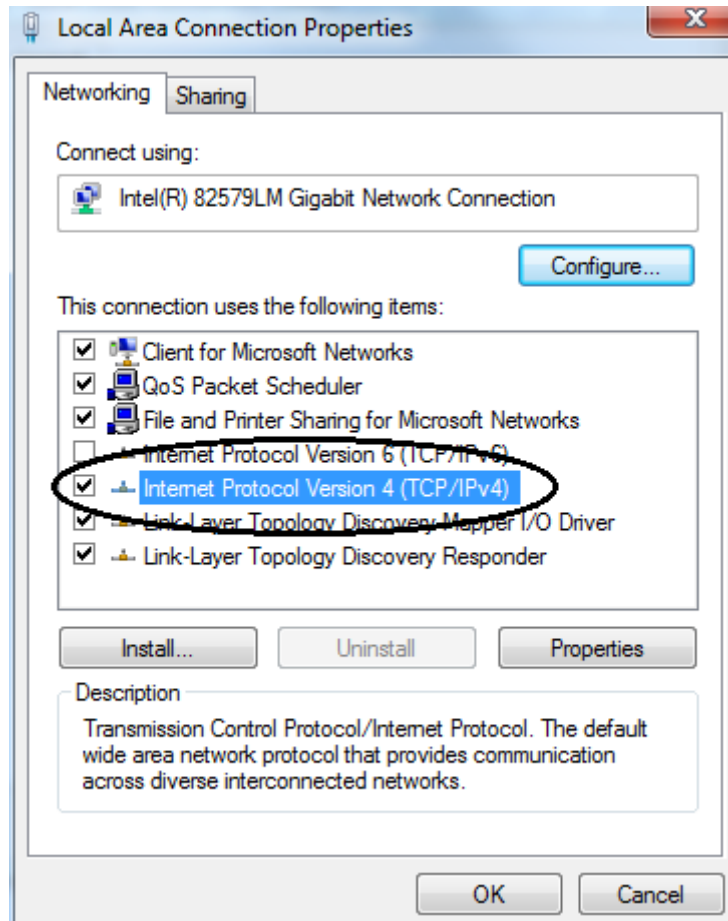 Local Area Connection Properties
Networking
Sharing
Connect using:
Intel(R) 82579LM Gigabit Network Connection
Configure...
This connection uses the following items:
Client for Microsoft Networks
QoS Packet Scheduler
File and Printer Sharing for Microsoft Networks
Internet Protocol Version 6 (TCP/IPv6)
Internet Protocol Version 4 (TCP/IPv4)
Link-Layer Topology Discovery Mapper I/O Driver
Link-Layer Topology Discovery Responder
Install...
Uninstall
Properties
Description
Transmission Control Protocol/Internet Protocol. The default
wide area network protocol that provides communication
across diverse interconnected networks.
OK
Cancel